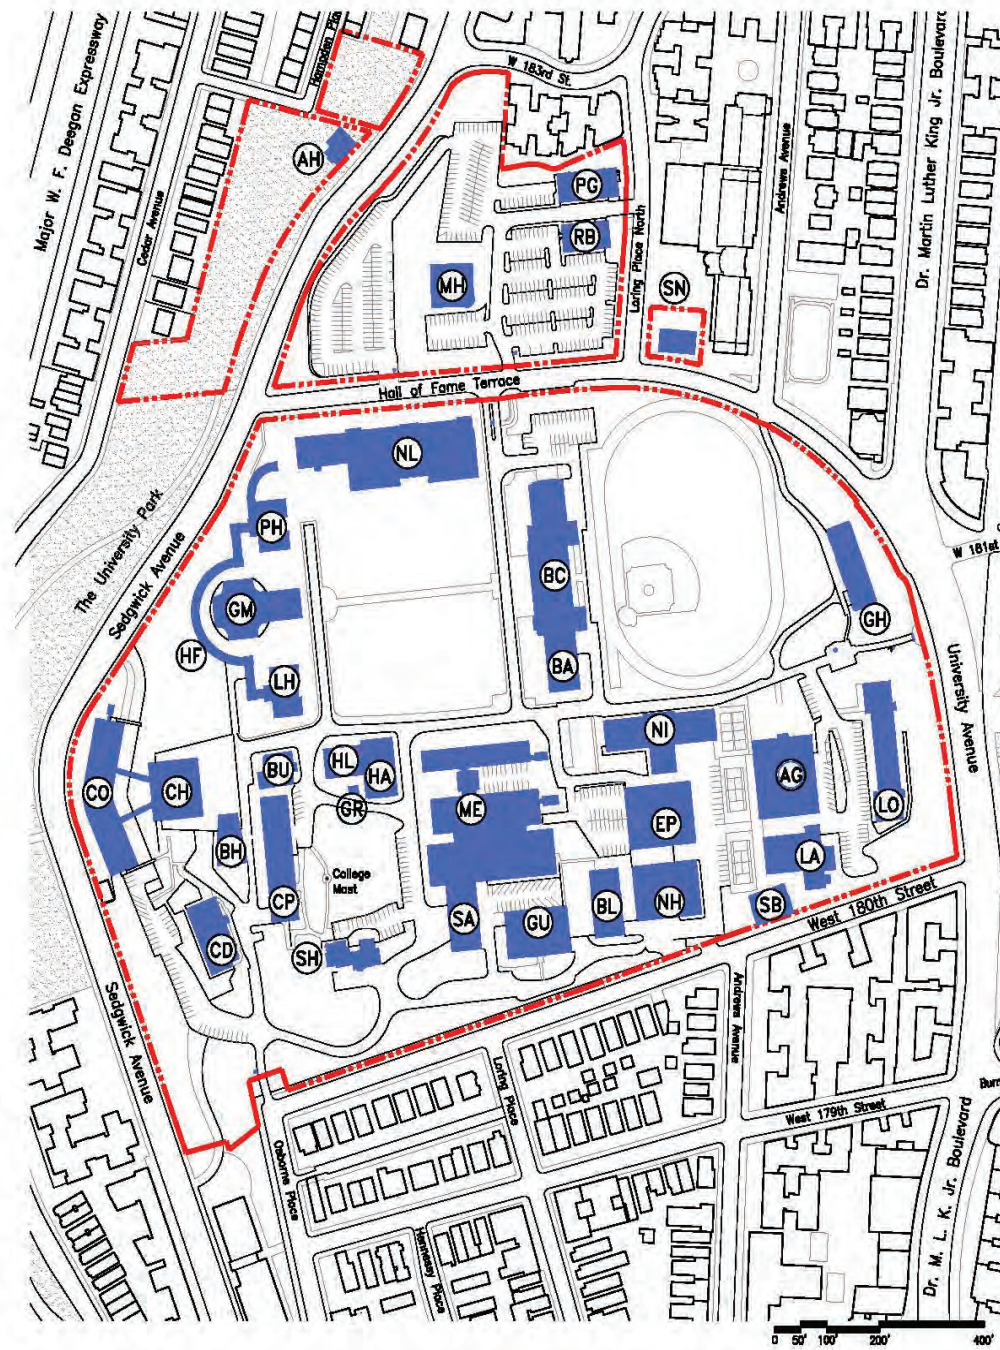 Major W. F. Deegan Expressway
Hampden Pla
W 183rd St.
Dr. Martin Luther King Jr. Boulevard
Cedar Avenue
AH
Andrews Avenue
PG
RB
Loring Place North
MH
SN
Hall of Fame Terrace
NL
The University Park
Sedgwick Avenue
PH
W 181st
BC
GM
GH
HF
BA
LH
University Avenue
NI
BU
HL
HA
AG
CO
CH
ME
GR
LO
EP
BH
LA
College
Mast
CP
NH
BL
SB
SA
GU
West 180th Street
CD
SH
Sedgwick Avenue
Andrews Avenue
Loring Place
West 179th Street
Osborne Place
Dr. M. L. K. Jr. Boulevard
Hennessy Place
0 50' 100' 200' 400'